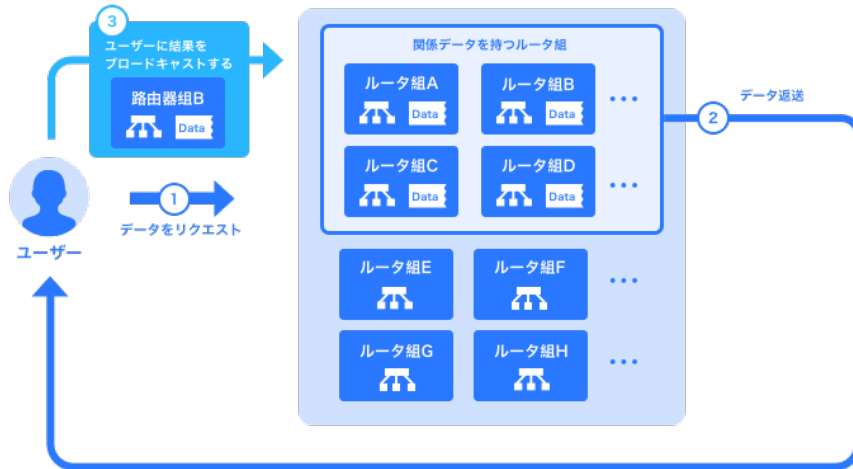 3
ユーザーに結果を
ブロードキャストする
路由器组B
Data
関係データを持つルータ組
ルータ組A
Data
ルータ組B
Data
•••
ルータ組C
Data
ルータ組D
Data
•••
2
データ返送
1
データをリクエスト
ユーザー
ルータ組E
ルータ組F
•••
ルータ組G
ルータ組H
•••